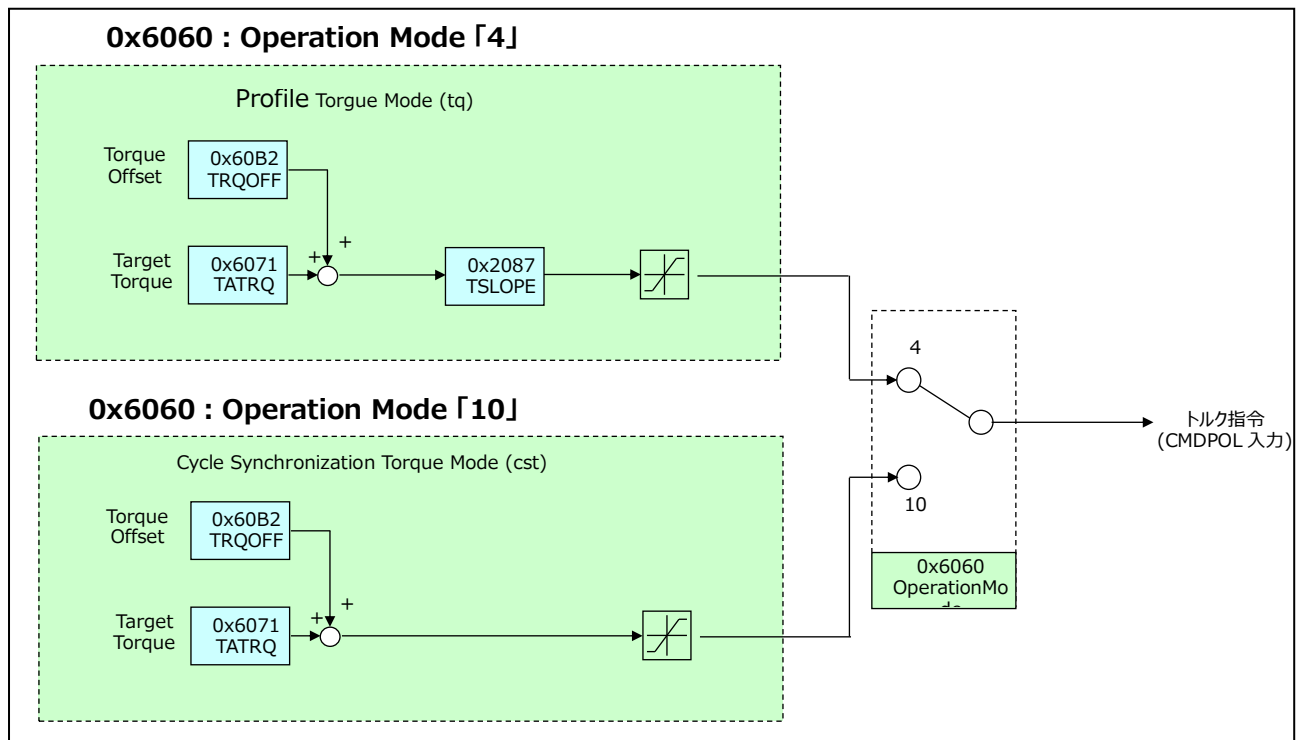 0x6060 : Operation Mode「4」
Profile Torgue Mode (tq)
Torque
Offset
0x60B2
TRQOFF
+
+
Target
Torque
0x6071
TATRQ
0x2087
TSLOPE
4
0x6060 : Operation Mode「10」
トルク指令
(CMDPOL 入力)
Cycle Synchronization Torque Mode (cst)
10
Torque
Offset
0x60B2
TRQOFF
0x6060
OperationMo
+
+
Target
Torque
0x6071
TATRQ